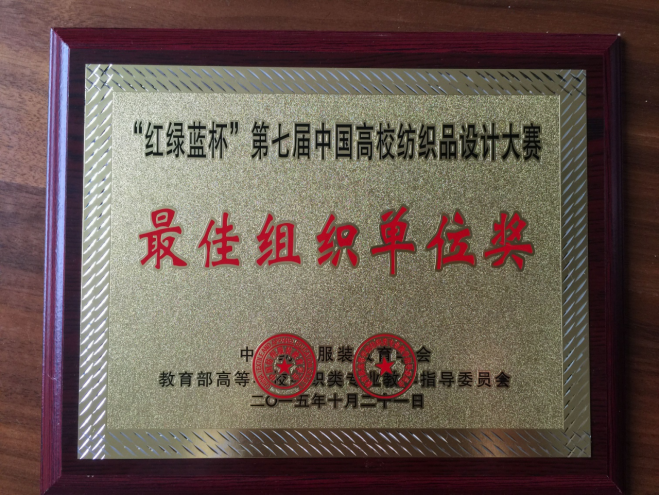 “红绿蓝杯”第七届中国高校纺织品设计大赛
最佳组织单位奖
中 服装 育 会
教育部高等 织类专业教 指导委员会
二〇一五年十月二十一日